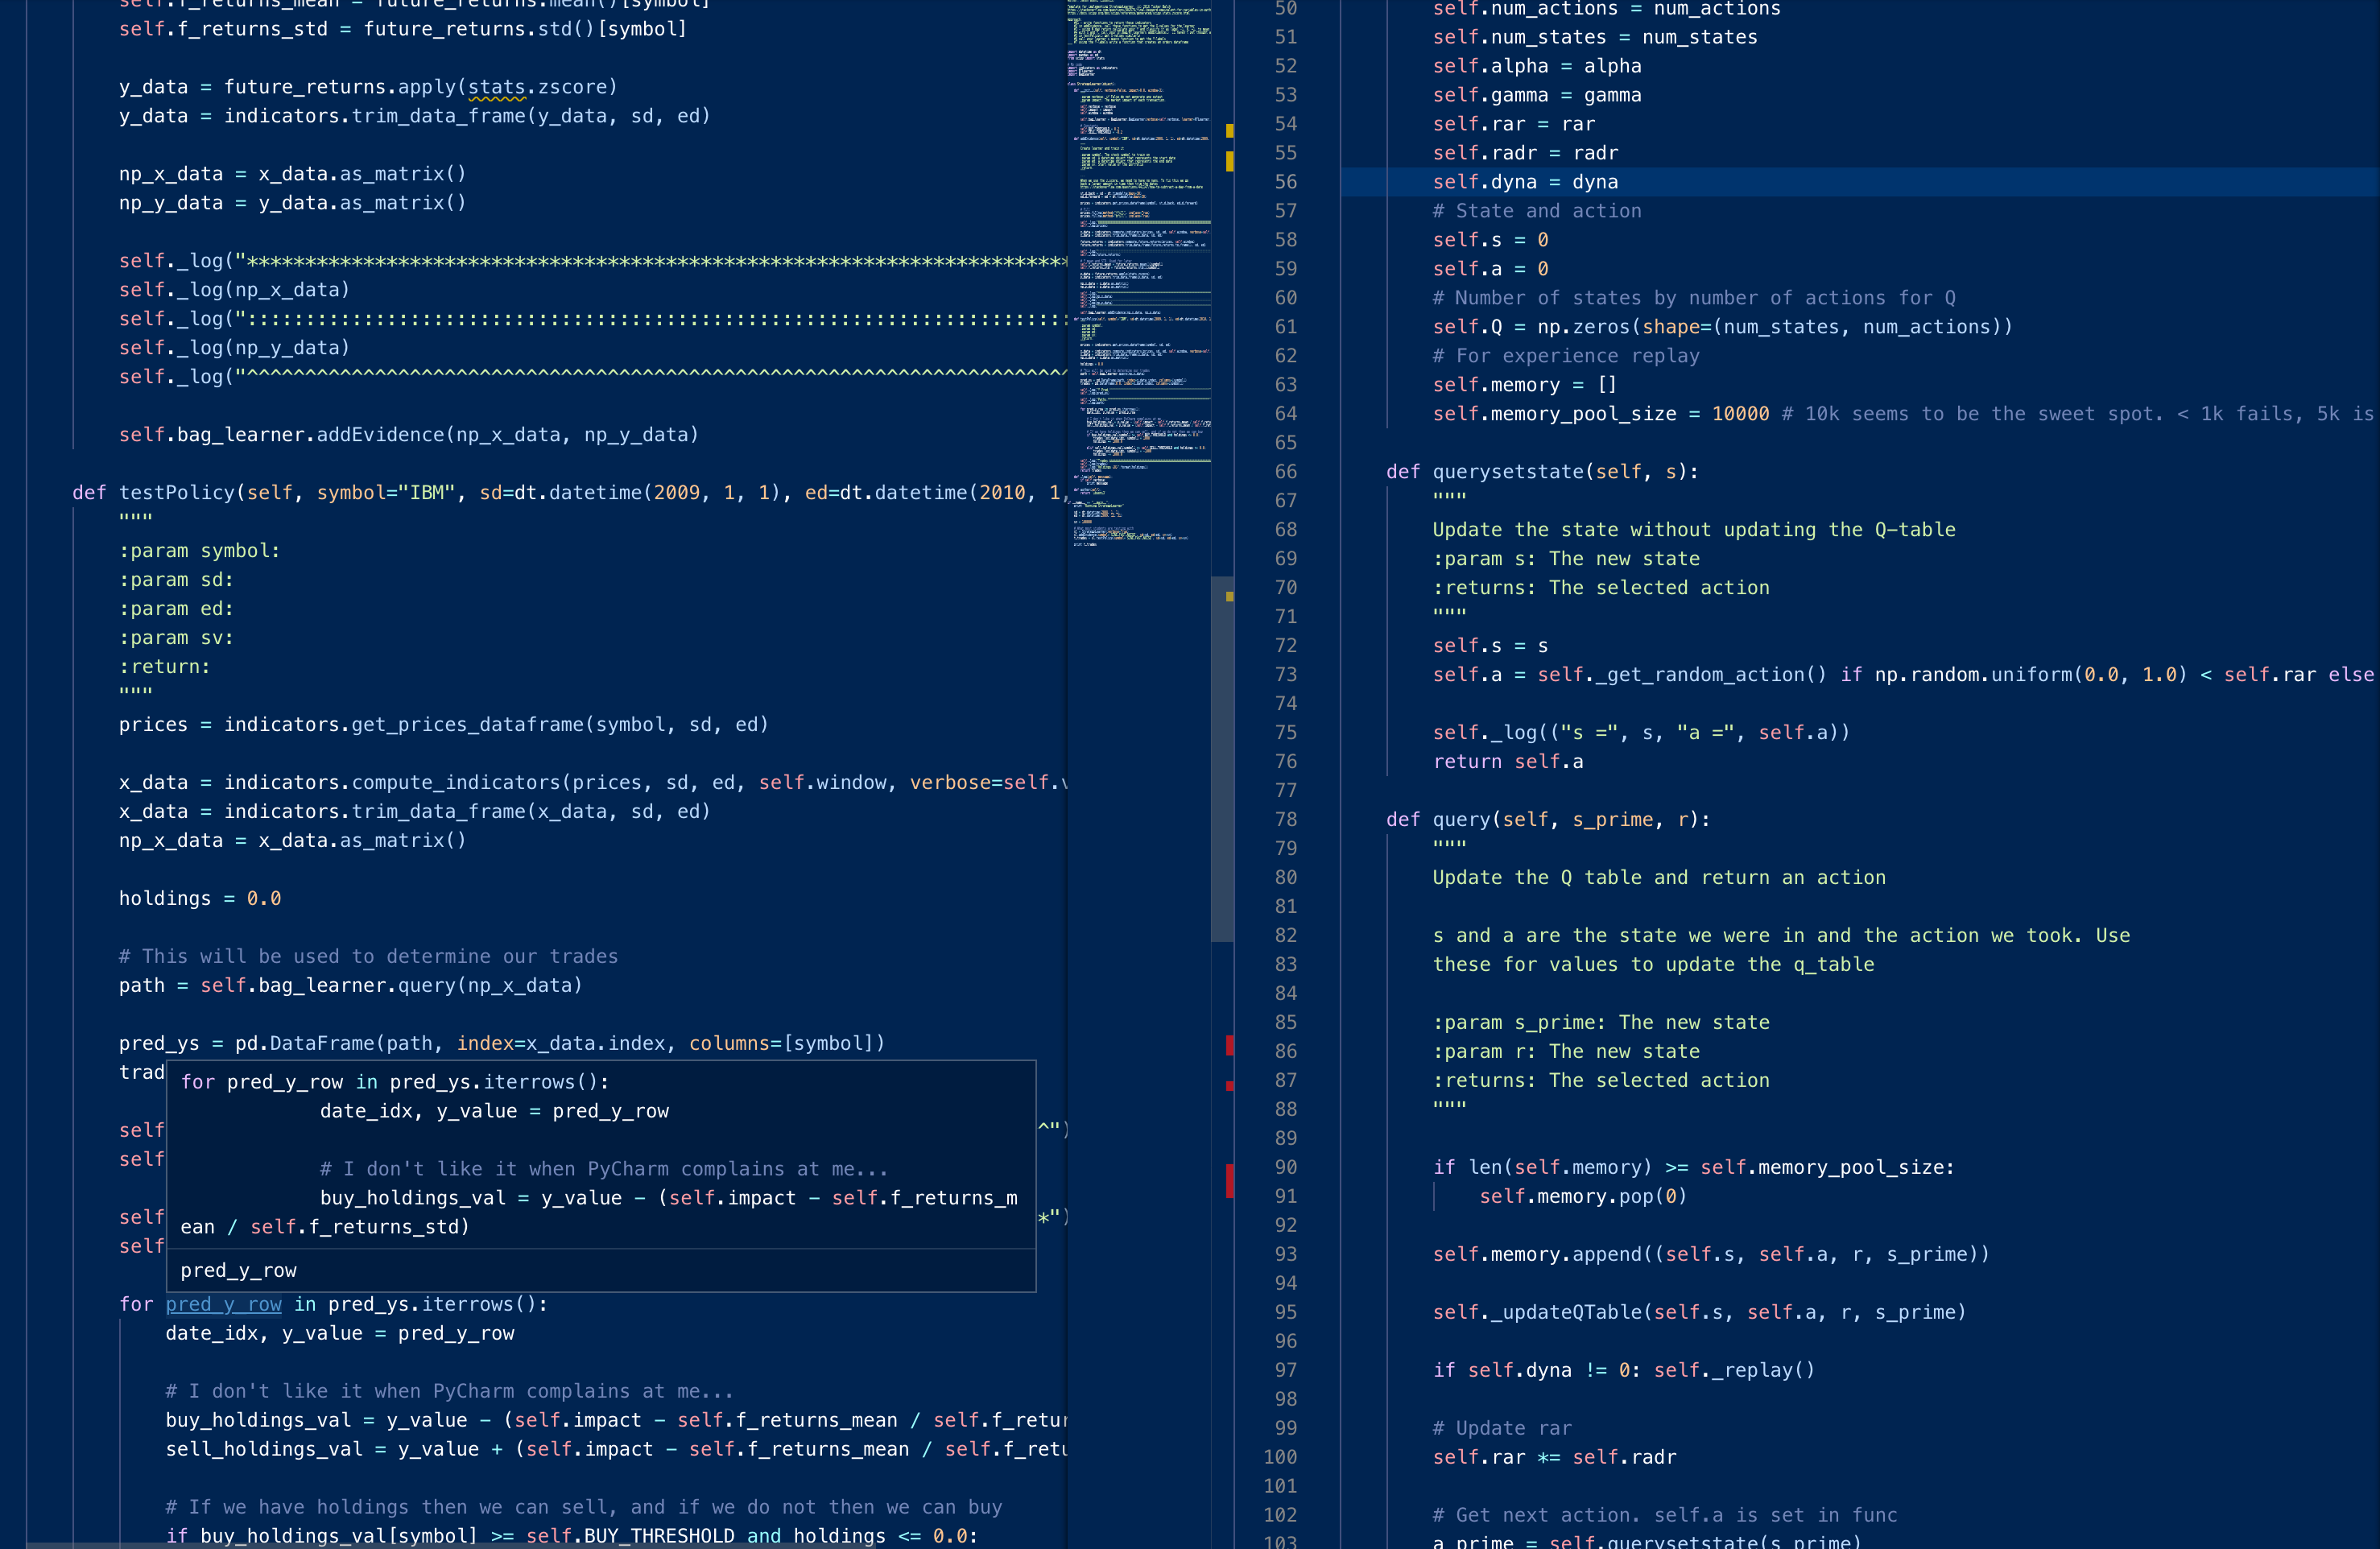 self.f_returns_mean = future_returns.mean()[symbol]
self.f_returns_std = future_returns.std()[symbol]
y_data = future_returns.apply(stats.zscore)
y_data = indicators.trim_data_frame(y_data, sd, ed)
np_x_data = x_data.as_matrix()
np_y_data = y_data.as_matrix()
self._log("***********************************************************************
self._log(np_x_data)
self._log(":::::::::::::::::::::::::::::::::::::::::::::::::::::::::::::::::::::::
self._log(np_y_data)
self._log("^^^^^^^^^^^^^^^^^^^^^^^^^^^^^^^^^^^^^^^^^^^^^^^^^^^^^^^^^^^^^^^^^^^^^^^
self.bag_learner.addEvidence(np_x_data, np_y_data)
def testPolicy(self, symbol="IBM", sd=dt.datetime(2009, 1, 1), ed=dt.datetime(2010, 1,
"""
:param symbol:
:param sd:
:param ed:
:param sv:
:return:
"""
prices = indicators.get_prices_dataframe(symbol, sd, ed)
x_data = indicators.compute_indicators(prices, sd, ed, self.window, verbose=self.v
x_data = indicators.trim_data_frame(x_data, sd, ed)
np_x_data = x_data.as_matrix()
holdings = 0.0
# This will be used to determine our trades
path = self.bag_learner.query(np_x_data)
pred_ys = pd.DataFrame(path, index=x_data.index, columns=[symbol])
trad
for pred_y_row in pred_ys.iterrows():
date_idx, y_value = pred_y_row
self ^")
self
# I don't like it when PyCharm complains at me...
buy_holdings_val = y_value - (self.impact - self.f_returns_m
ean / self.f_returns_std)
self *")
self
pred_y_row
for pred_y_row in pred_ys.iterrows():
date_idx, y_value = pred_y_row
# I don't like it when PyCharm complains at me...
buy_holdings_val = y_value - (self.impact - self.f_returns_mean / self.f_retur
sell_holdings_val = y_value + (self.impact - self.f_returns_mean / self.f_retu
# If we have holdings then we can sell, and if we do not then we can buy
if buy_holdings_val[symbol] >= self.BUY_THRESHOLD and holdings <= 0.0:
50 self.num_actions = num_actions
51 self.num_states = num_states
52 self.alpha = alpha
53 self.gamma = gamma
54 self.rar = rar
55 self.radr = radr
56 self.dyna = dyna
57 # State and action
58 self.s = 0
59 self.a = 0
60 # Number of states by number of actions for Q
61 self.Q = np.zeros(shape=(num_states, num_actions))
62 # For experience replay
63 self.memory = []
64 self.memory_pool_size = 10000 # 10k seems to be the sweet spot. < 1k fails, 5k is
65
66 def querysetstate(self, s):
67 """
68 Update the state without updating the Q-table
69 :param s: The new state
70 :returns: The selected action
71 """
72 self.s = s
73 self.a = self._get_random_action() if np.random.uniform(0.0, 1.0) < self.rar else
74
75 self._log(("s =", s, "a =", self.a))
76 return self.a
77
78 def query(self, s_prime, r):
79 """
80 Update the Q table and return an action
81
82 s and a are the state we were in and the action we took. Use
83 these for values to update the q_table
84
85 :param s_prime: The new state
86 :param r: The new state
87 :returns: The selected action
88 """
89
90 if len(self.memory) >= self.memory_pool_size:
91 self.memory.pop(0)
92
93 self.memory.append((self.s, self.a, r, s_prime))
94
95 self._updateQTable(self.s, self.a, r, s_prime)
96
97 if self.dyna != 0: self._replay()
98
99 # Update rar
100 self.rar *= self.radr
101
102 # Get next action. self.a is set in func
103 a_prime = self.querysetstate(s_prime)